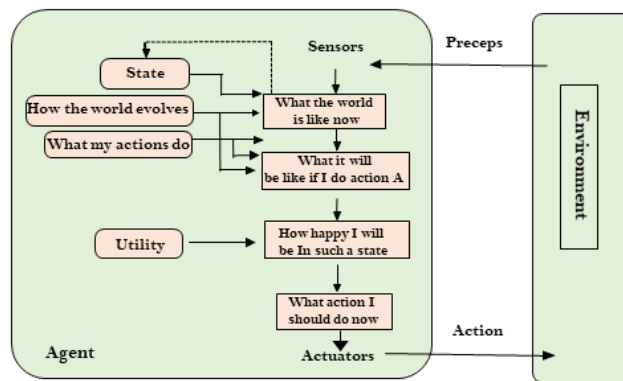 Sensors
Preceps
State
How the world evolves
What the world
is like now
What my actions do
What it will
be like if I do action A
Environment
How happy I will
be In such a state
Utility
What action I
should do now
Action
Agent
Actuators